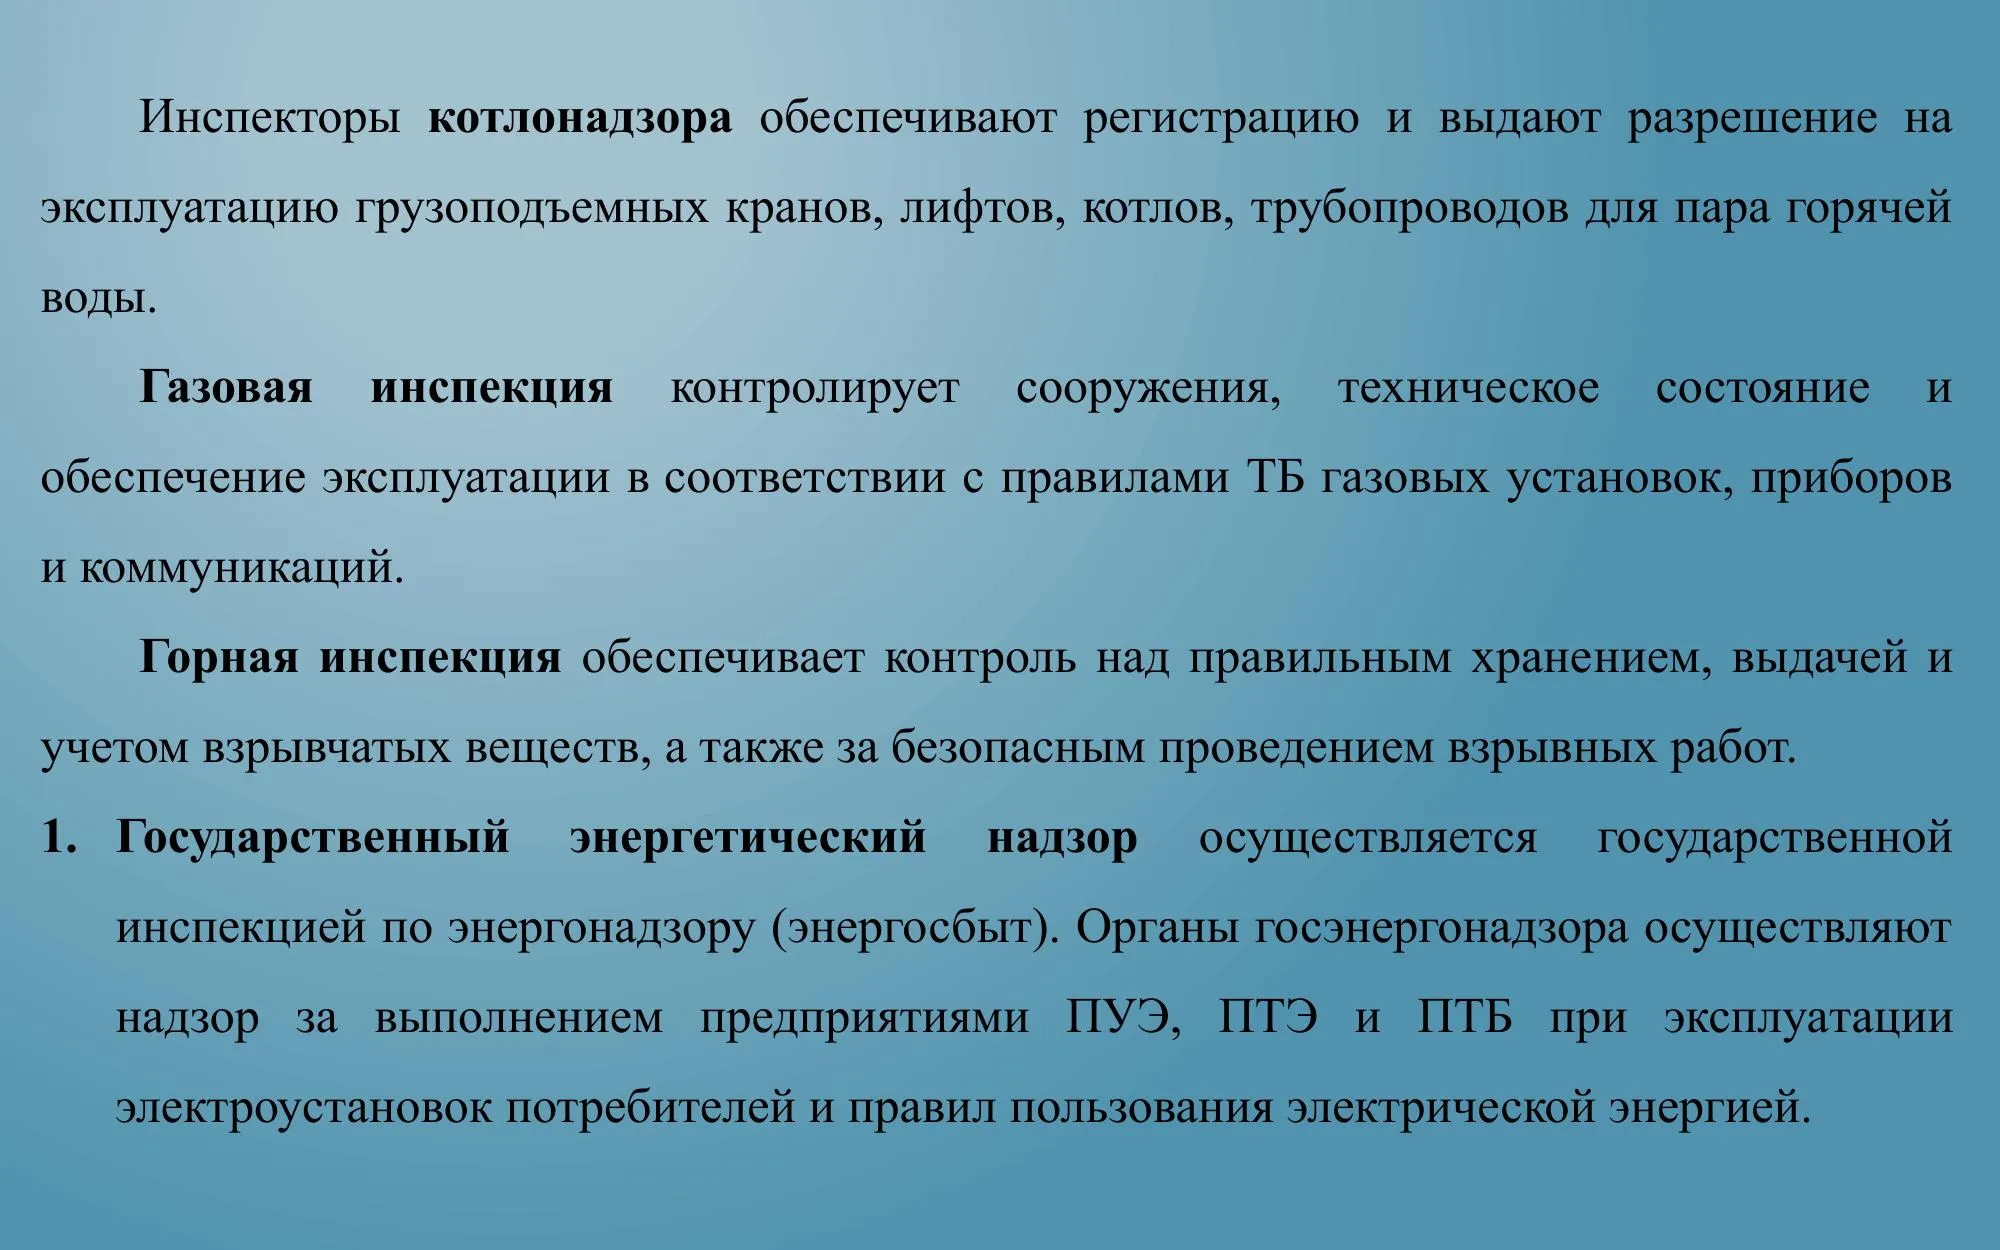 Инспекторы котлонадзора обеспечивают регистрацию и выдают разрешение на
эксплуатацию грузоподъемных кранов, лифтов, котлов, трубопроводов для пара горячей
воды.
Газовая инспекция контролирует сооружения, техническое состояние и
обеспечение эксплуатации в соответствии с правилами ТБ газовых установок, приборов
и коммуникаций.
Горная инспекция обеспечивает контроль над правильным хранением, выдачей и
учетом взрывчатых веществ, а также за безопасным проведением взрывных работ.
1. Государственный энергетический надзор осуществляется государственной
инспекцией по энергонадзору (энергосбыт). Органы госэнергонадзора осуществляют
надзор за выполнением предприятиями ПУЭ, ПТЭ и ПТБ при эксплуатации
электроустановок потребителей и правил пользования электрической энергией.